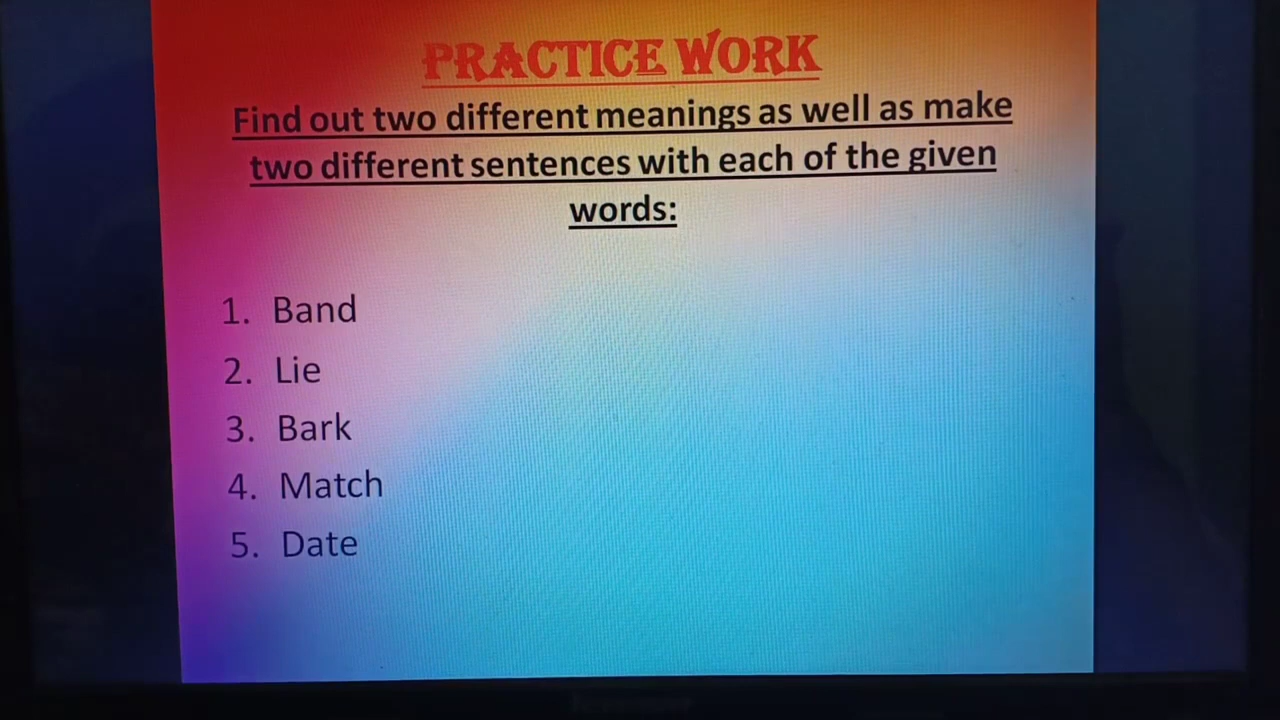 PRACTICE WORK
Find out two different meanings as well as make
two different sentences with each of the given
words:
1. Band
2. Lie
3. Bark
4. Match
5. Date